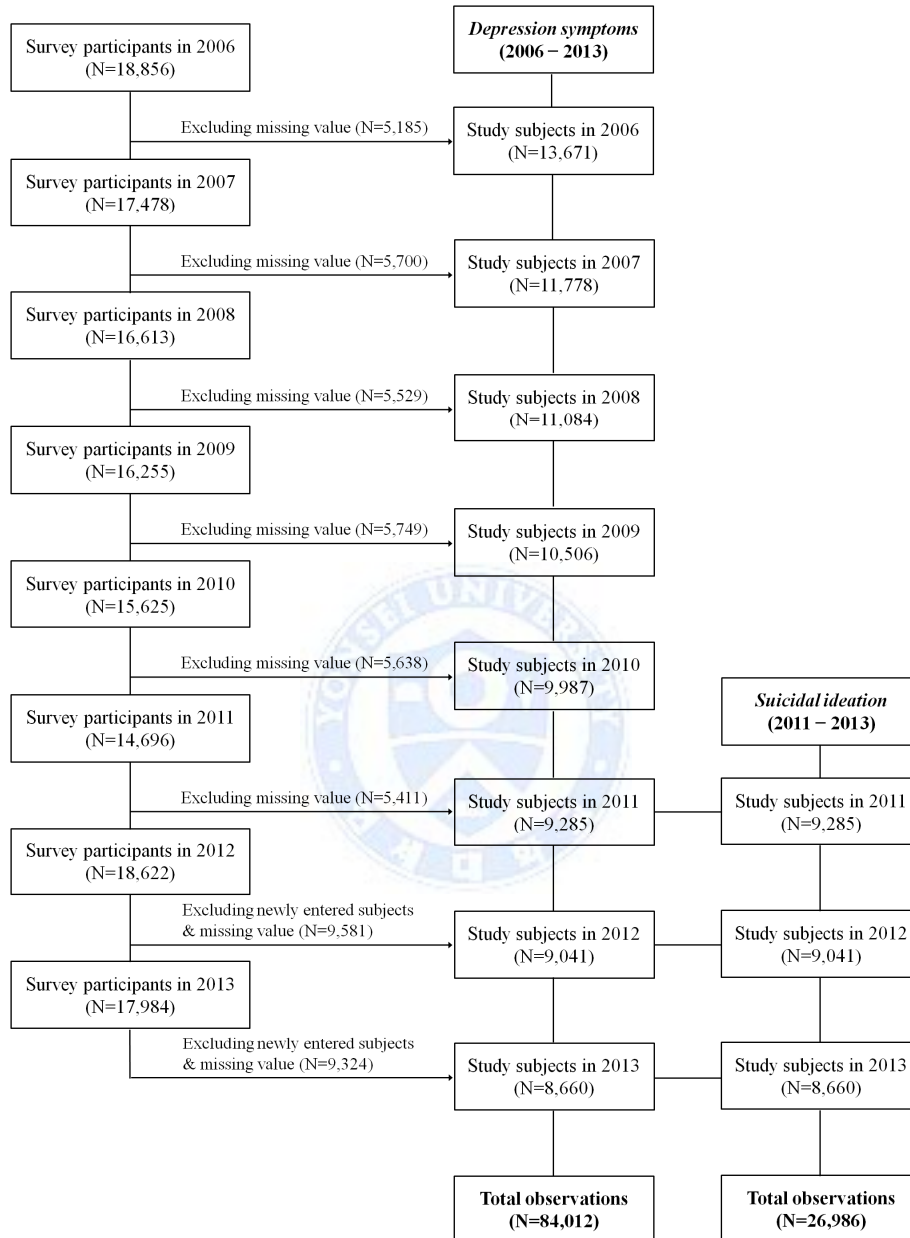 Survey participants in 2006
(N=18,856)
Depression symptoms
(2006 − 2013)
Excluding missing value (N=5,185)
Study subjects in 2006
(N=13,671)
Survey participants in 2007
(N=17,478)
Excluding missing value (N=5,700)
Study subjects in 2007
(N=11,778)
Survey participants in 2008
(N=16,613)
Excluding missing value (N=5,529)
Study subjects in 2008
(N=11,084)
Survey participants in 2009
(N=16,255)
Excluding missing value (N=5,749)
Study subjects in 2009
(N=10,506)
Survey participants in 2010
(N=15,625)
Excluding missing value (N=5,638)
Study subjects in 2010
(N=9,987)
Survey participants in 2011
(N=14,696)
Suicidal ideation
(2011 − 2013)
Excluding missing value (N=5,411)
Study subjects in 2011
(N=9,285)
Study subjects in 2011
(N=9,285)
Survey participants in 2012
(N=18,622)
Excluding newly entered subjects
& missing value (N=9,581)
Study subjects in 2012
(N=9,041)
Study subjects in 2012
(N=9,041)
Survey participants in 2013
(N=17,984)
Excluding newly entered subjects
& missing value (N=9,324)
Study subjects in 2013
(N=8,660)
Study subjects in 2013
(N=8,660)
Total observations
(N=84,012)
Total observations
(N=26,986)
YONSEI UNIVERSITY